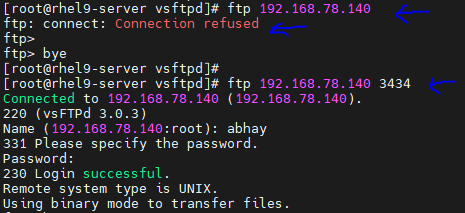 [root@rhel9-server vsftpd]# ftp 192.168.78.140
ftp: connect: Connection refused
ftp>
ftp> bye
[root@rhel9-server vsftpd]#
[root@rhel9-server vsftpd]# ftp 192.168.78.140 3434
Connected to 192.168.78.140 (192.168.78.140).
220 (vsFTPd 3.0.3)
Name (192.168.78.140:root): abhay
331 Please specify the password.
Password:
230 Login successful.
Remote system type is UNIX.
Using binary mode to transfer files.